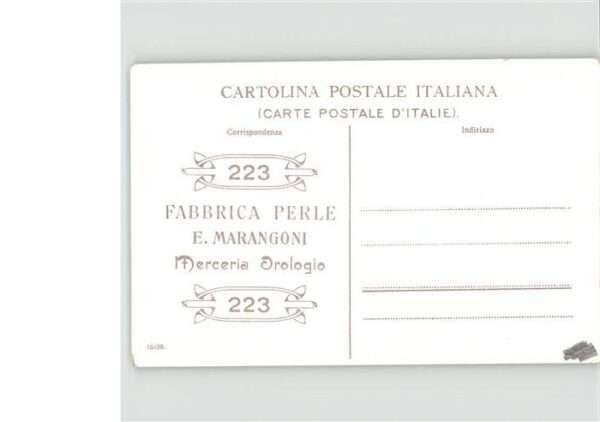 CARTOLINA POSTALE ITALIANA
(CARTE POSTALE D'ITALIE).
Corrispondenza
Indirizzo
223
FABBRICA PERLE
E. MARANGONI
Merceria Orologio
223